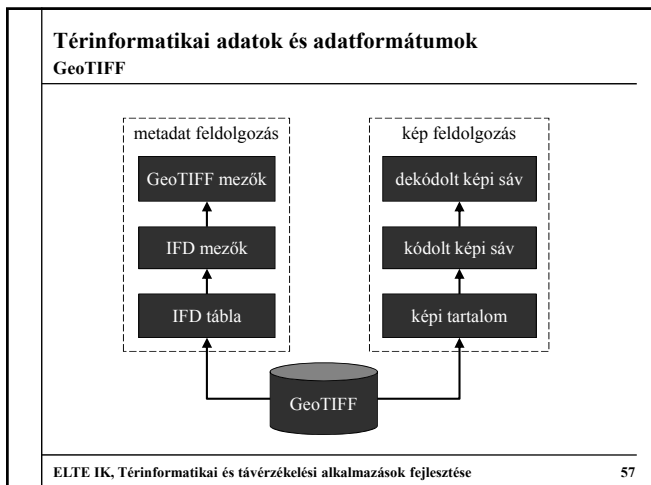 Térinformatikai adatok és adatformátumok
GeoTIFF
metadat feldolgozás
GeoTIFF mezők
IFD mezők
IFD tábla
kép feldolgozás
dekódolt képi sáv
kódolt képi sáv
képi tartalom
GeoTIFF
ELTE IK, Térinformatikai és távérzékelési alkalmazások fejlesztése 57